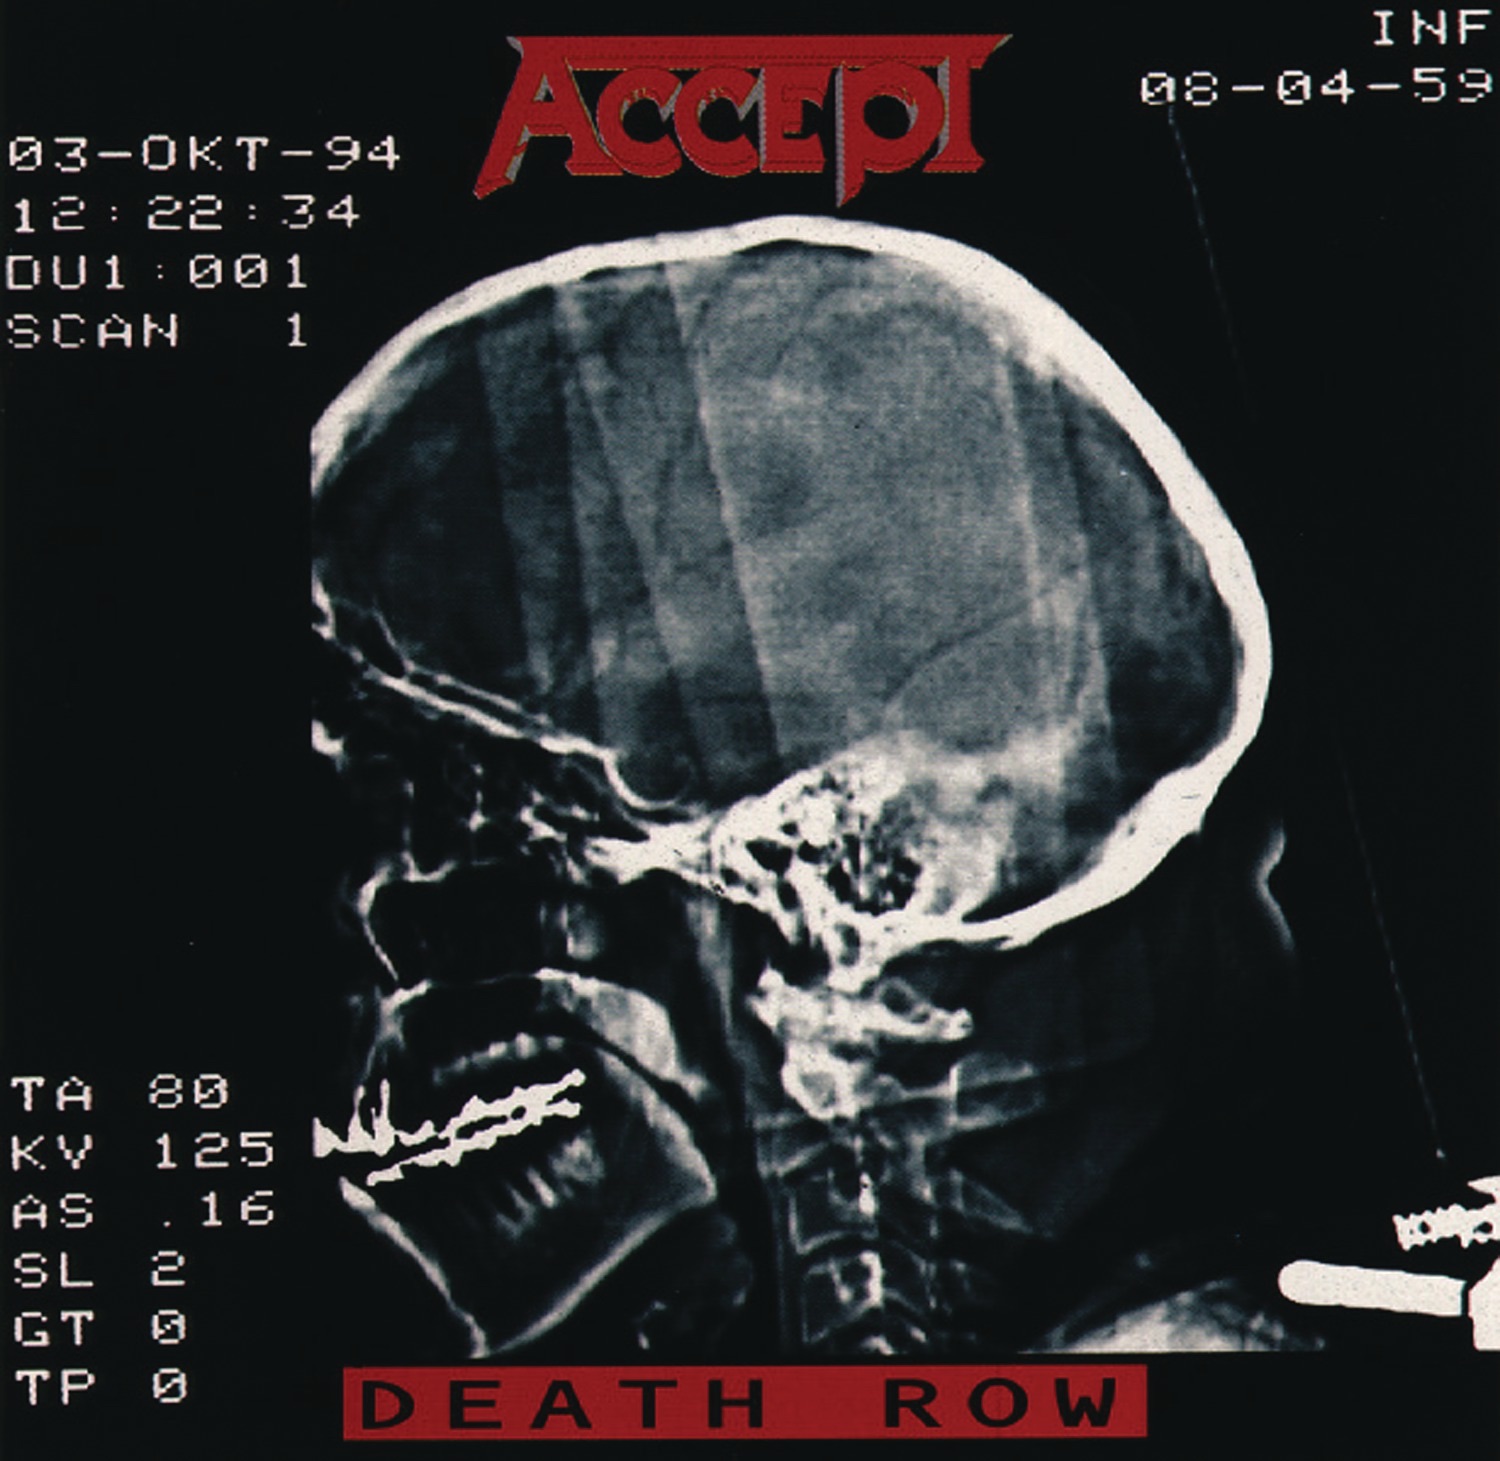 ACCEPT
INF
08-04-59
03-OKT-94
12:22:34
DU1:001
SCAN 1
TA 80
KV 125
AS .16
SL 2
GT 0
TP 0
DEATH ROW